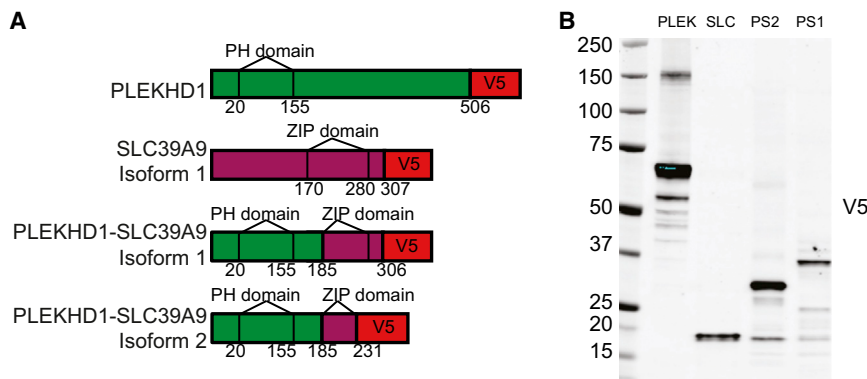 A
PH domain
PLEKHD1
V5
20 155 506
ZIP domain
SLC39A9
Isoform 1
V5
170 280 307
PH domain ZIP domain
PLEKHD1-SLC39A9
Isoform 1
V5
20 155 185 306
PH domain ZIP domain
PLEKHD1-SLC39A9
Isoform 2
V5
20 155 185 231
B
PLEK SLC PS2 PS1
250
150
100
75
50
37
25
20
15
V5